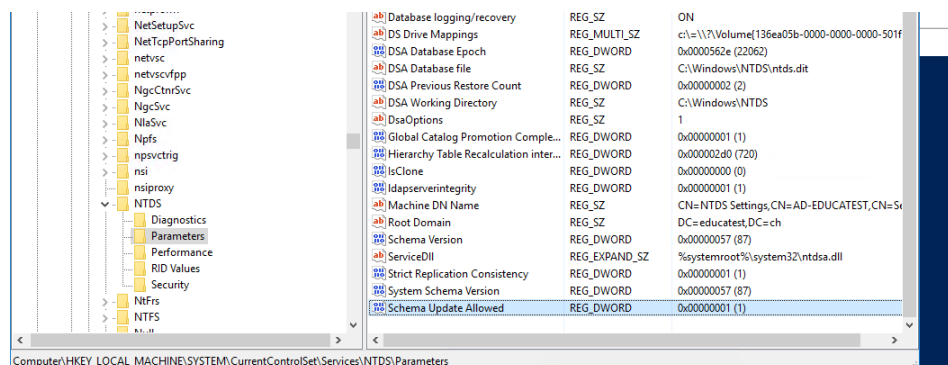 NetSetupSvc
NetTcpPortSharing
netvsc
netvscvfpp
NgcCtnrSvc
NgcSvc
NlaSvc
Npfs
npsvctrig
nsi
nsiproxy
NTDS
Diagnostics
Parameters
Performance
RID Values
Security
NtFrs
NTFS
Database logging/recovery REG_SZ ON
DS Drive Mappings REG_MULTI_SZ c:\=\\?\Volume{136ea05b-0000-0000-0000-501f
DSA Database Epoch REG_DWORD 0x0000562e (22062)
DSA Database file REG_SZ C:\Windows\NTDS\ntds.dit
DSA Previous Restore Count REG_DWORD 0x00000002 (2)
DSA Working Directory REG_SZ C:\Windows\NTDS
DsaOptions REG_SZ 1
Global Catalog Promotion Comple... REG_DWORD 0x00000001 (1)
Hierarchy Table Recalculation inter... REG_DWORD 0x000002d0 (720)
IsClone REG_DWORD 0x00000000 (0)
ldapserverintegrity REG_DWORD 0x00000001 (1)
Machine DN Name REG_SZ CN=NTDS Settings,CN=AD-EDUCATEST,CN=Se
Root Domain REG_SZ DC=educatest,DC=ch
Schema Version REG_DWORD 0x00000057 (87)
ServiceDll REG_EXPAND_SZ %systemroot%\system32\ntdsa.dll
Strict Replication Consistency REG_DWORD 0x00000001 (1)
System Schema Version REG_DWORD 0x00000057 (87)
Schema Update Allowed REG_DWORD 0x00000001 (1)
Computer\HKEY_LOCAL_MACHINE\SYSTEM\CurrentControlSet\Services\NTDS\Parameters